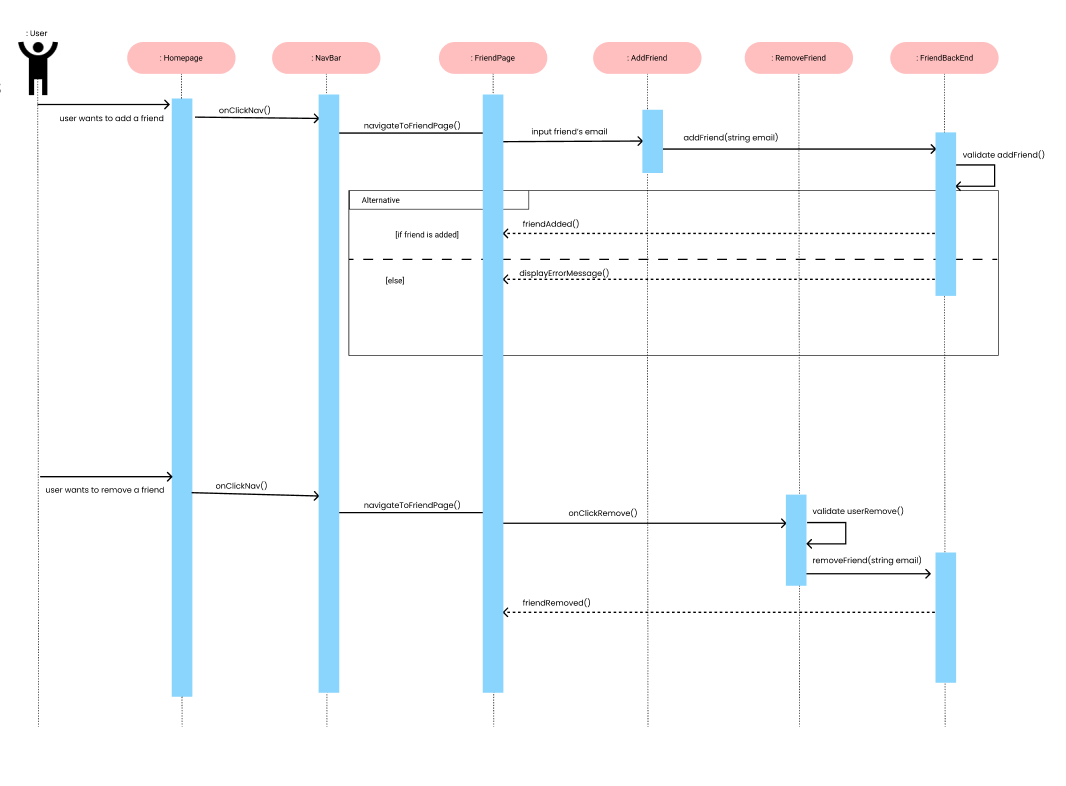 : User
: Homepage
: NavBar
: FriendPage
: AddFriend
: RemoveFriend
: FriendBackEnd
user wants to add a friend
onClickNav()
navigateToFriendPage()
input friend's email
addFriend(string email)
validate addFriend()
Alternative
[if friend is added]
friendAdded()
[else]
displayErrorMessage()
user wants to remove a friend
onClickNav()
navigateToFriendPage()
onClickRemove()
validate userRemove()
removeFriend(string email)
friendRemoved()